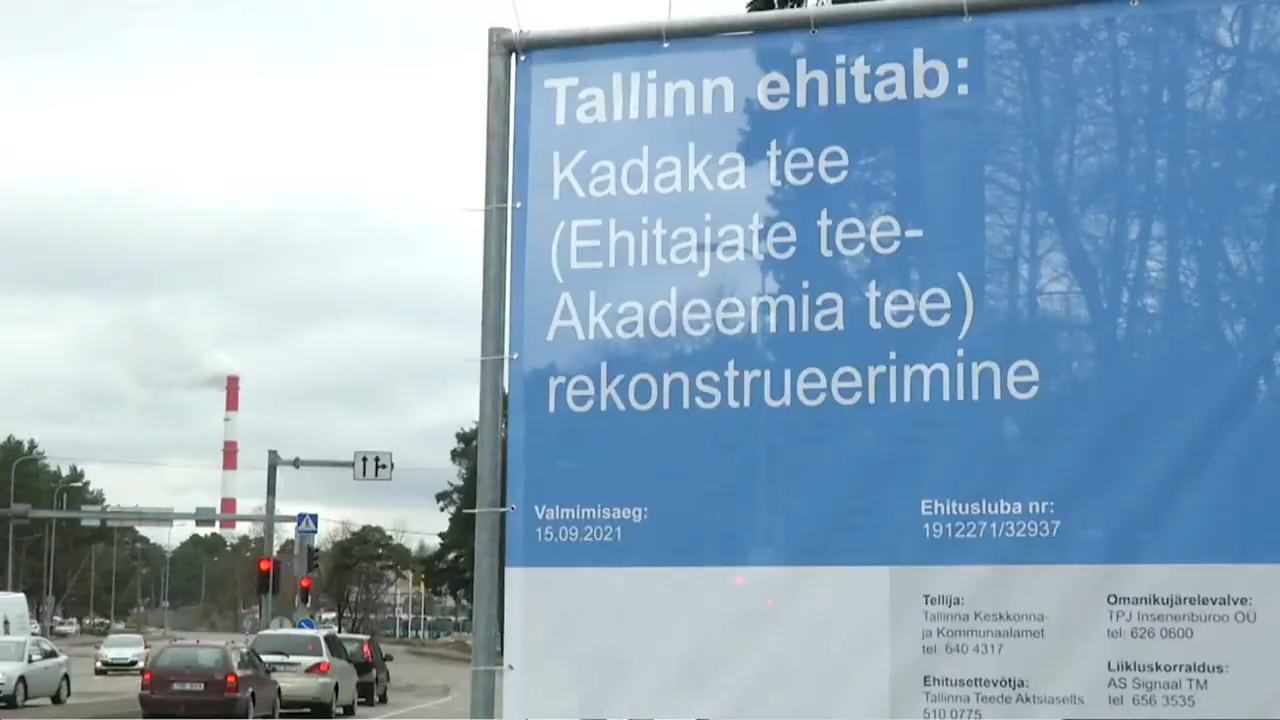 Tallinn ehitab:
Kadaka tee
(Ehitajate tee-
Akadeemia tee)
rekonstrueerimine
Valmimisaeg:
15.09.2021
Ehitusluba nr:
1912271/32937
Tellija:
Tallinna Keskkonna-
ja Kommunaalamet
tel: 640 4317
Ehitusettevõtja:
Tallinna Teede Aktsiaselts
510 0775
Omanikujärelevalve:
TPJ Inseneribüroo OÜ
tel: 626 0600
Liikluskorraldus:
AS Signaal TM
tel 656 3535